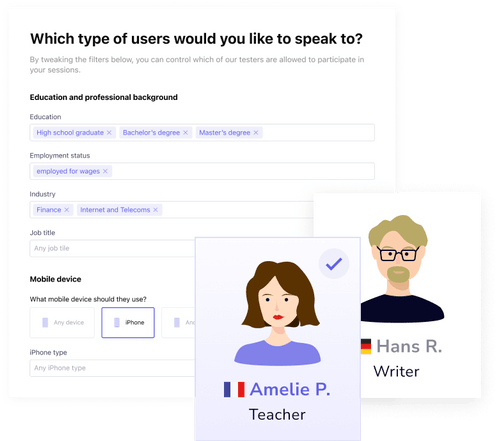 Which type of users would you like to speak to?
By tweaking the filters below, you can control which of our testers are allowed to participate in
your sessions.
Education and professional background
Education
High school graduate × Bachelor's degree × Master's degree ×
Employment status
employed for wages ×
Industry
Finance × Internet and Telecoms ×
Job title
Any job tile
Mobile device
What mobile device should they use?
Any device iPhone
iPhone type
Any iPhone type
Amelie P.
Teacher
Hans R.
Writer